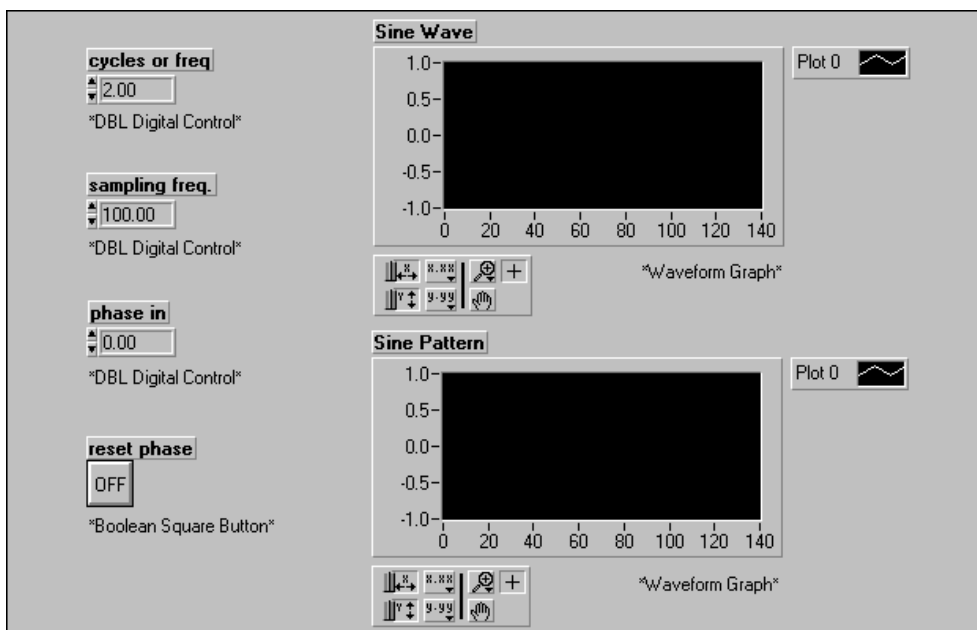 cycles or freq
2.00
*DBL Digital Control*
sampling freq.
100.00
*DBL Digital Control*
phase in
0.00
*DBL Digital Control*
reset phase
OFF
*Boolean Square Button*
Sine Wave
Plot 0
1.0
0.5
0.0
-0.5
-1.0
0 20 40 60 80 100 120 140
x.xx
y.yy
*Waveform Graph*
Sine Pattern
Plot 0
1.0
0.5
0.0
-0.5
-1.0
0 20 40 60 80 100 120 140
x.xx
y.yy
*Waveform Graph*